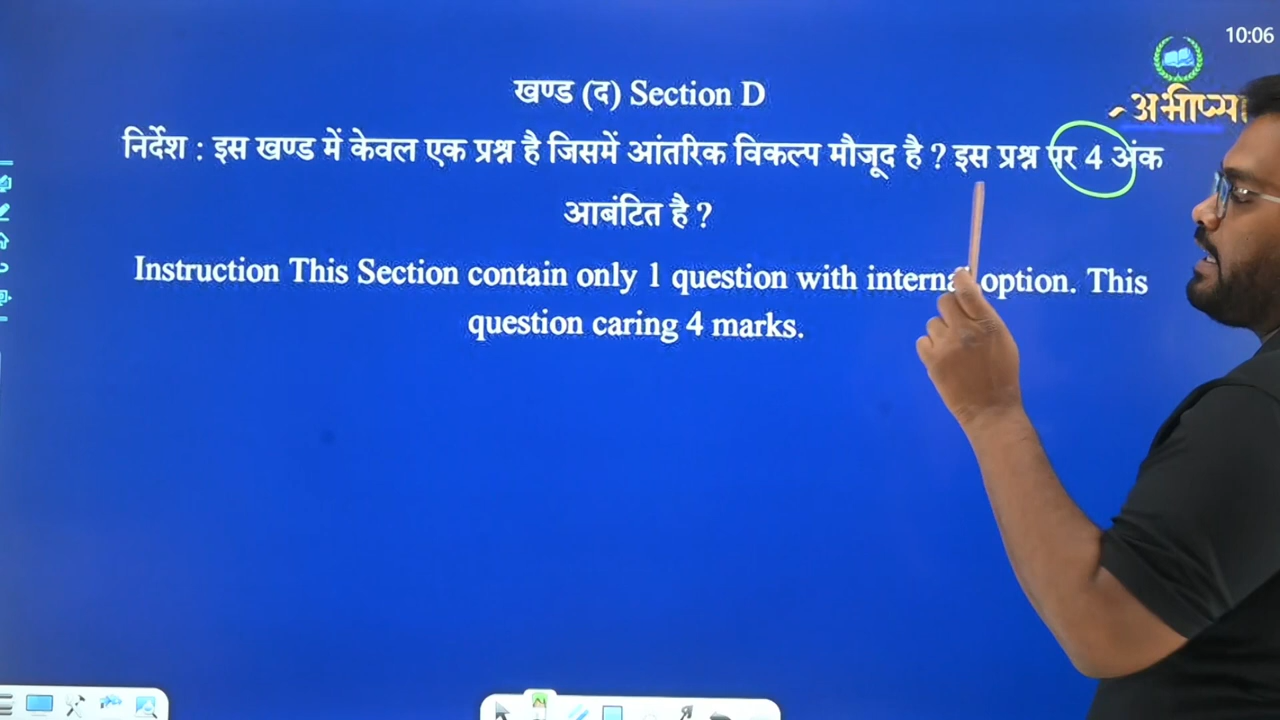 10:06
खण्ड (द) Section D
निर्देश : इस खण्ड में केवल एक प्रश्न है जिसमें आंतरिक विकल्प मौजूद है ? इस प्रश्न पर 4 अंक
आबंटित है ?
Instruction This Section contain only 1 question with option. This
question caring 4 marks.